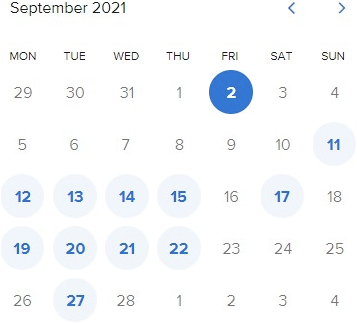 September 2021
MON TUE WED THU FRI SAT SUN
29 30 31 1 2 3 4
5 6 7 8 9 10 11
12 13 14 15 16 17 18
19 20 21 22 23 24 25
26 27 28 1 2 3 4